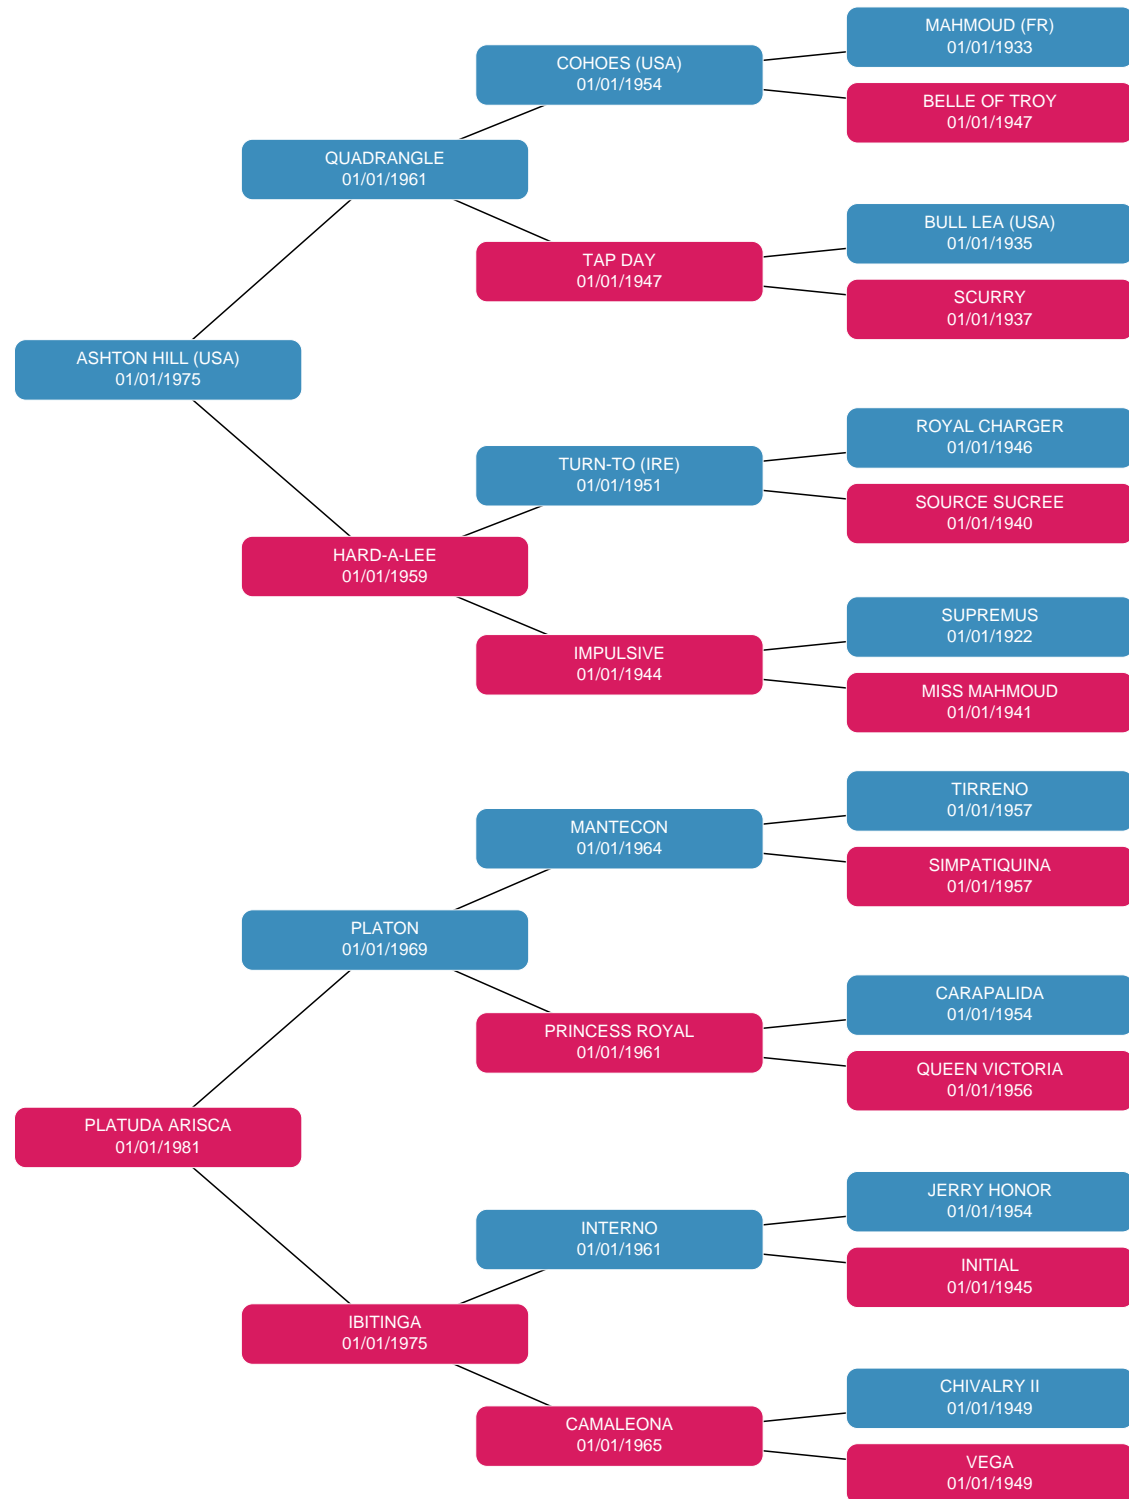 MAHMOUD (FR)
01/01/1933
COHOES (USA)
01/01/1954
BELLE OF TROY
01/01/1947
QUADRANGLE
01/01/1961
BULL LEA (USA)
01/01/1935
TAP DAY
01/01/1947
SCURRY
01/01/1937
ASHTON HILL (USA)
01/01/1975
ROYAL CHARGER
01/01/1946
TURN-TO (IRE)
01/01/1951
SOURCE SUCREE
01/01/1940
HARD-A-LEE
01/01/1959
SUPREMUS
01/01/1922
IMPULSIVE
01/01/1944
MISS MAHMOUD
01/01/1941
TIRRENO
01/01/1957
MANTECON
01/01/1964
SIMPATIQUINA
01/01/1957
PLATON
01/01/1969
CARAPALIDA
01/01/1954
PRINCESS ROYAL
01/01/1961
QUEEN VICTORIA
01/01/1956
PLATUDA ARISCA
01/01/1981
JERRY HONOR
01/01/1954
INTERNO
01/01/1961
INITIAL
01/01/1945
IBITINGA
01/01/1975
CHIVALRY II
01/01/1949
CAMALEONA
01/01/1965
VEGA
01/01/1949